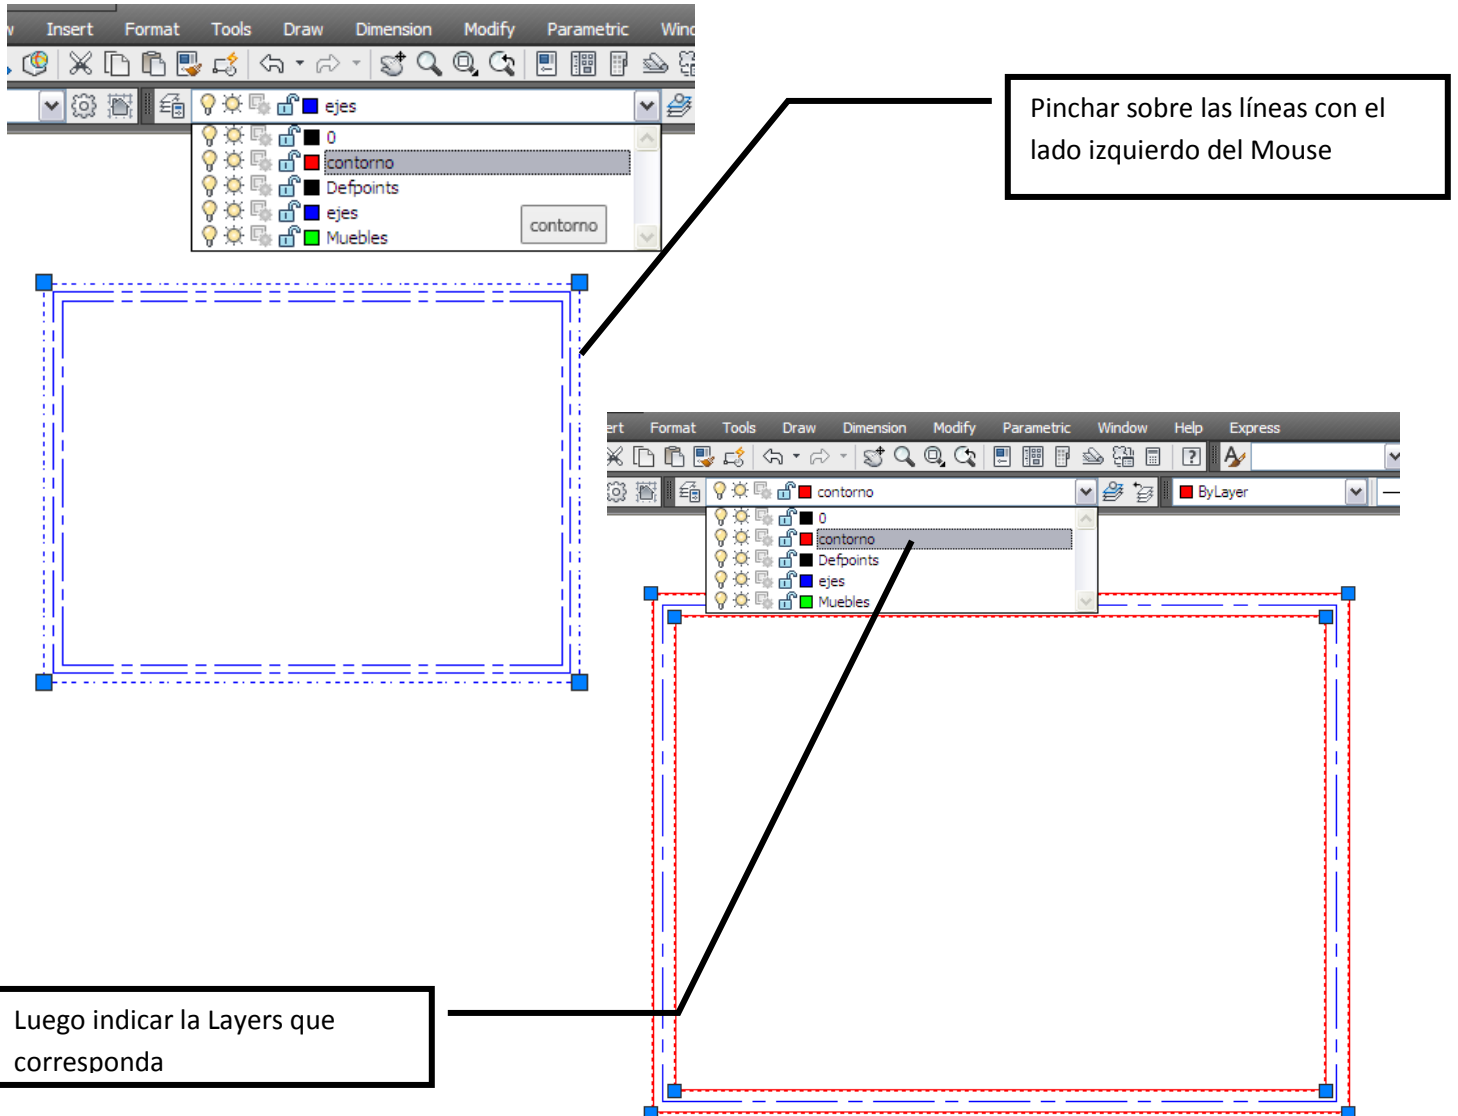 Insert Format Tools Draw Dimension Modify Parametric
ejes
0
contorno
Defpoints
ejes
Muebles
contorno
Pinchar sobre las líneas con el
lado izquierdo del Mouse
Format Tools Draw Dimension Modify Parametric Window Help Express
contorno
ByLayer
0
contorno
Defpoints
ejes
Muebles
Luego indicar la Layers que
corresponda